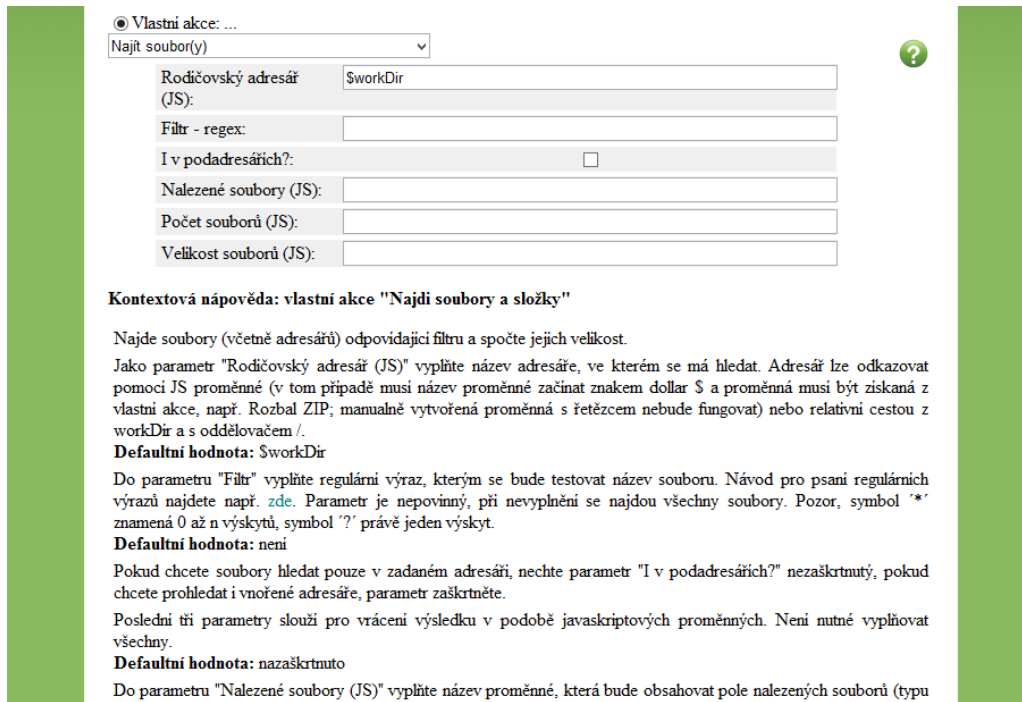 Vlastní akce: ...
Najít soubor(y)
?
Rodičovský adresář
(JS):
$workDir
Filtr - regex:
I v podadresářích?:
Nalezené soubory (JS):
Počet souborů (JS):
Velikost souborů (JS):
Kontextová nápověda: vlastní akce "Najdi soubory a složky"
Najde soubory (včetně adresářů) odpovídající filtru a spočte jejich velikost.
Jako parametr "Rodičovský adresář (JS)" vyplňte název adresáře, ve kterém se má hledat. Adresář lze odkazovat
pomocí JS proměnné (v tom případě musí název proměnné začínat znakem dollar $ a proměnná musí být získaná z
vlastní akce, např. Rozbal ZIP; manualně vytvořená proměnná s řetězcem nebude fungovat) nebo relativní cestou z
workDir a s oddělovačem /.
Defaultní hodnota: $workDir
Do parametru "Filtr" vyplňte regulární výraz, kterým se bude testovat název souboru. Návod pro psaní regulárních
výrazů najdete např. zde. Parametr je nepovinný, při nevyplnění se najdou všechny soubory. Pozor, symbol ´*´
znamená 0 až n výskytů, symbol ´?´ právě jeden výskyt.
Defaultní hodnota: není
Pokud chcete soubory hledat pouze v zadaném adresáři, nechte parametr "I v podadresářích?" nezaškrtnutý, pokud
chcete prohledat i vnořené adresáře, parametr zaškrtněte.
Poslední tři parametry slouží pro vrácení výsledku v podobě javaskriptových proměnných. Není nutné vyplňovat
všechny.
Defaultní hodnota: nazaškrtnuto
Do parametru "Nalezené soubory (JS)" vyplňte název proměnné, která bude obsahovat pole nalezených souborů (typu